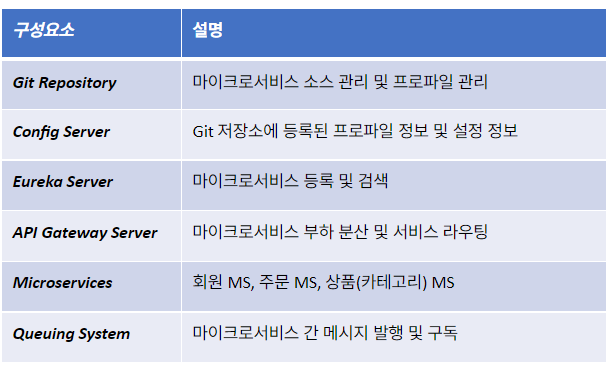 구성요소 설명
Git Repository 마이크로서비스 소스 관리 및 프로파일 관리
Config Server Git 저장소에 등록된 프로파일 정보 및 설정 정보
Eureka Server 마이크로서비스 등록 및 검색
API Gateway Server 마이크로서비스 부하 분산 및 서비스 라우팅
Microservices 회원 MS, 주문 MS, 상품(카테고리) MS
Queuing System 마이크로서비스 간 메시지 발행 및 구독